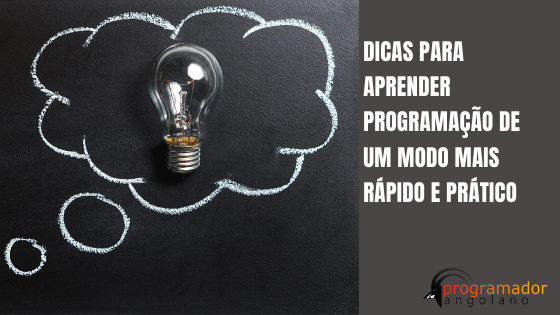 DICAS PARA
APRENDER
PROGRAMAÇÃO DE
UM MODO MAIS
RÁPIDO E PRÁTICO
programador
angolano